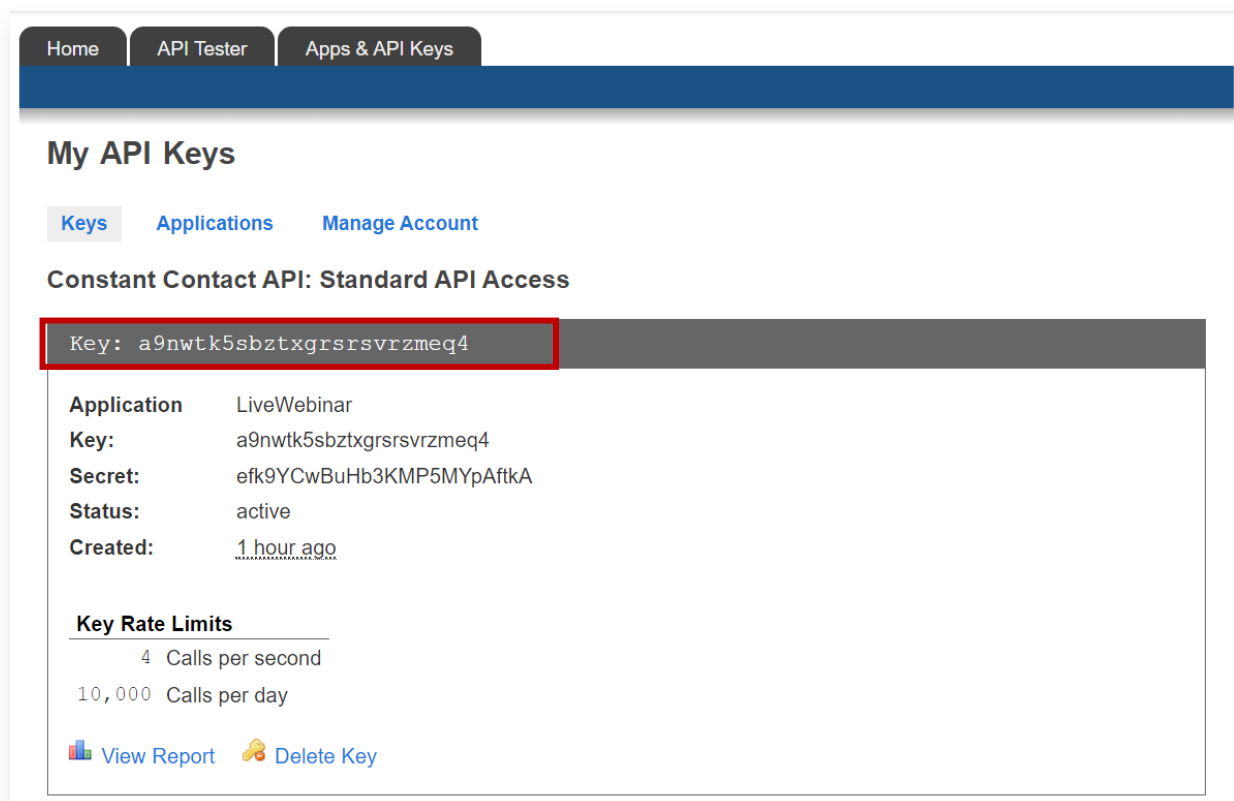 Home API Tester Apps & API Keys
My API Keys
Keys Applications Manage Account
Constant Contact API: Standard API Access
Key: a9nwtk5sbztxgrsrsvrzmeq4
Application LiveWebinar
Key: a9nwtk5sbztxgrsrsvrzmeq4
Secret: efk9YCwBuHb3KMP5MYpAftkA
Status: active
Created: 1 hour ago
Key Rate Limits
4 Calls per second
10,000 Calls per day
View Report Delete Key